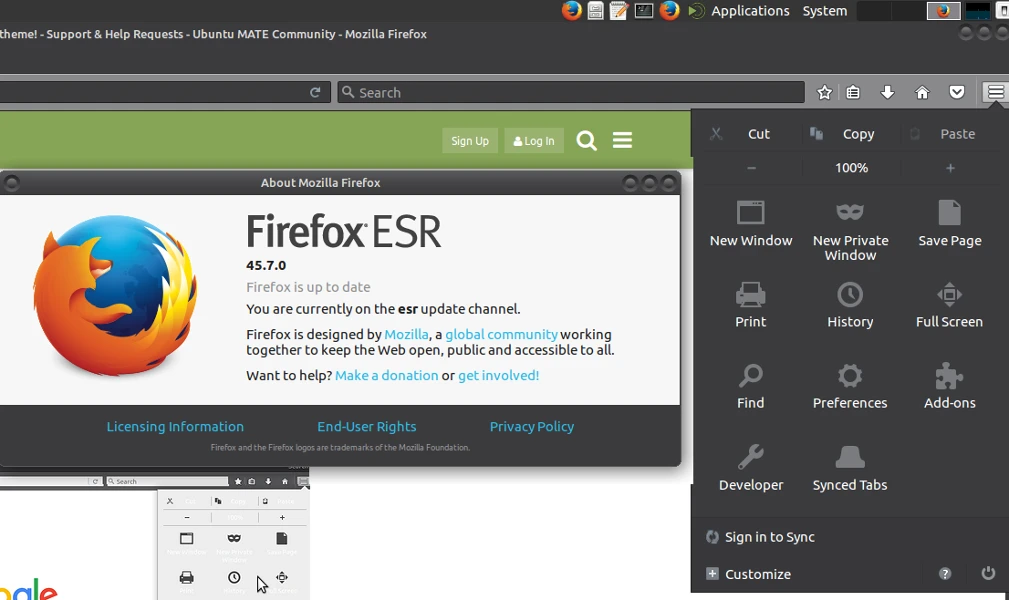 Applications System
theme! - Support & Help Requests - Ubuntu MATE Community - Mozilla Firefox
Search
Sign Up Log In
Cut Copy Paste
100%
New Window New Private Window Save Page
Print History Full Screen
Find Preferences Add-ons
Developer Synced Tabs
Sign in to Sync
Customize
About Mozilla Firefox
Firefox ESR
45.7.0
Firefox is up to date
You are currently on the esr update channel.
Firefox is designed by Mozilla, a global community working
together to keep the Web open, public and accessible to all.
Want to help? Make a donation or get involved!
Licensing Information End-User Rights Privacy Policy
Firefox and the Firefox logos are trademarks of the Mozilla Foundation.
Search